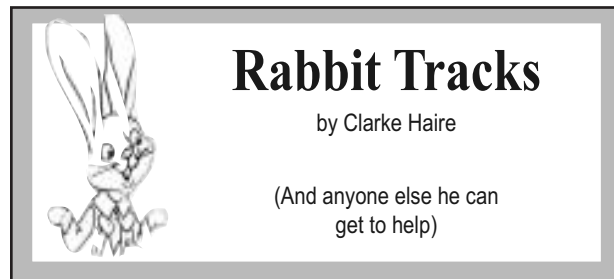 Rabbit Tracks
by Clarke Haire
(And anyone else he can
get to help)